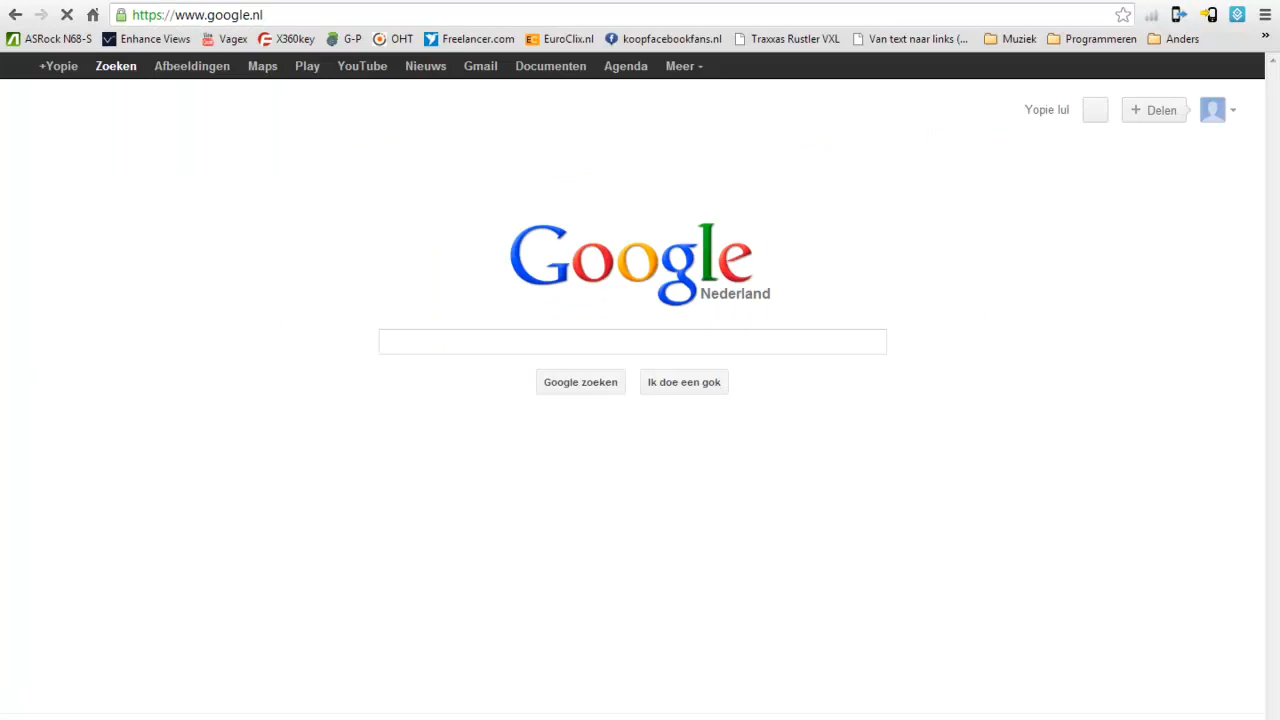 https://www.google.nl
ASRock N68-S Enhance Views Vagex X360key G-P OHT Freelancer.com EuroClix.nl koopfacebookfans.nl Traxxas Rustler VXL Van text naar links (... Muziek Programmeren Anders »
+Yopie Zoeken Afbeeldingen Maps Play YouTube Nieuws Gmail Documenten Agenda Meer
Yopie lul + Delen
Google
Nederland
Google zoeken Ik doe een gok